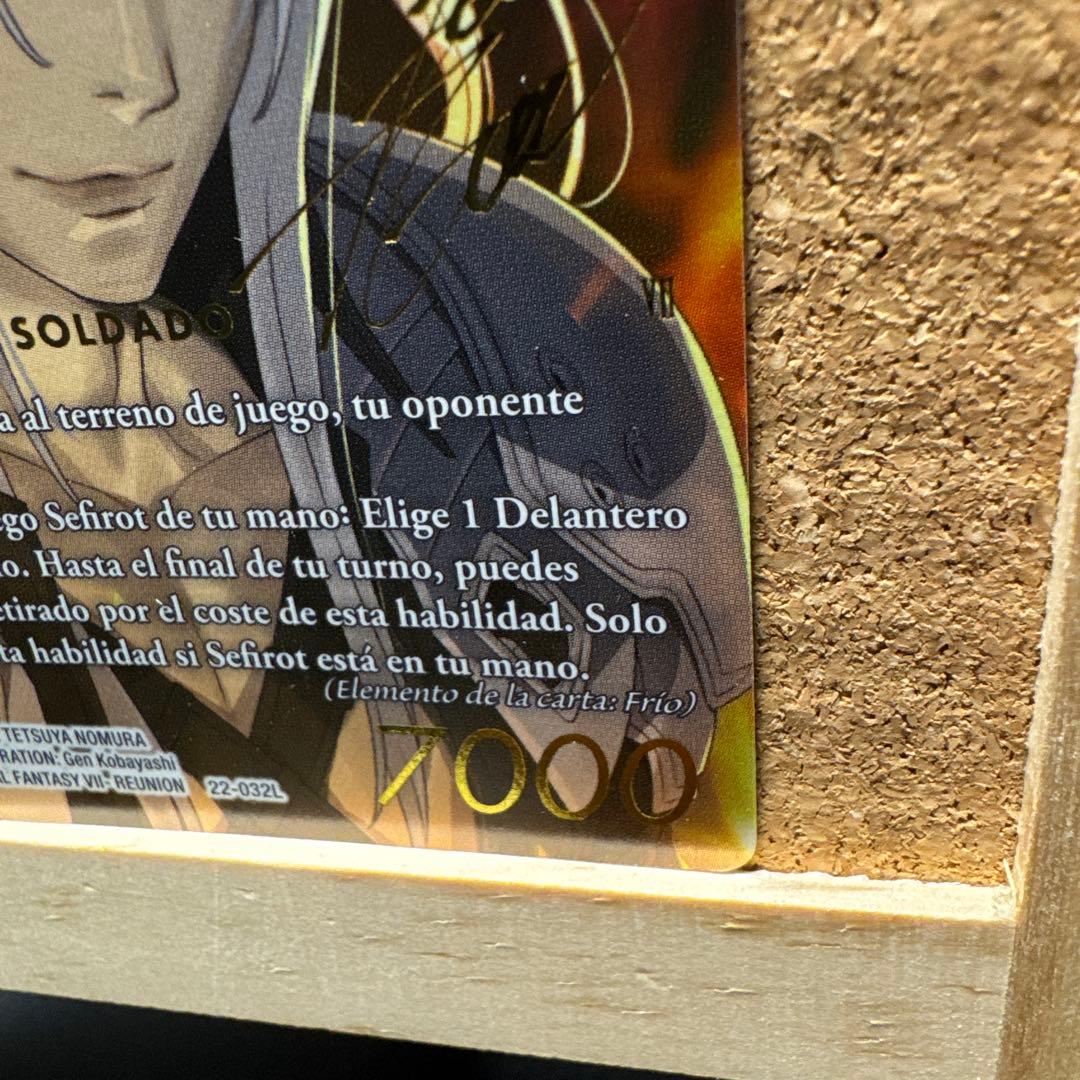 VII
SOLDADO
a al terreno de juego, tu oponente
ego Sefirot de tu mano: Elige 1 Delantero
o. Hasta el final de tu turno, puedes
etirado por el coste de esta habilidad. Solo
ta habilidad si Sefirot está en tu mano.
(Elemento de la carta: Frío)
TETSUYA NOMURA
RATION: Gen Kobayashi
L FANTASY VII- REUNION 22-032L
7000